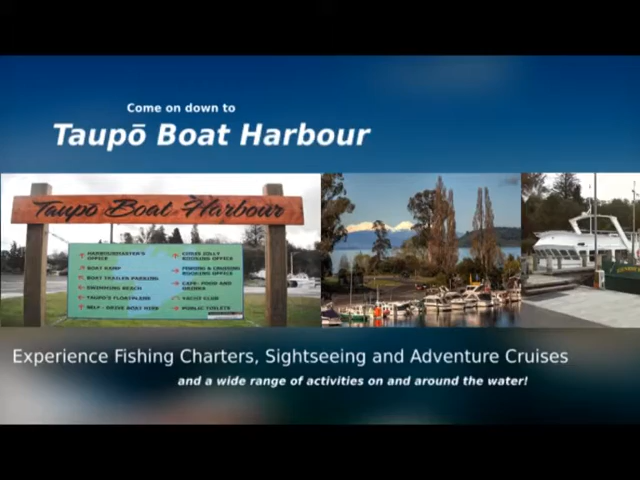 Come on down to
Taupō Boat Harbour
Taupo Boat Harbour
HARBOURMASTER'S OFFICE
BOAT RAMP
BOAT TRAILER PARKING
SWIMMING BEACH
TAUPO'S FLOATPLANE
SELF - DRIVE BOAT HIRE
CHRIS JOLLY BOOKING OFFICE
FISHING & CRUISING BOOKING OFFICE
CAFE - FOOD AND DRINKS
YACHT CLUB
PUBLIC TOILETS
Experience Fishing Charters, Sightseeing and Adventure Cruises
and a wide range of activities on and around the water!